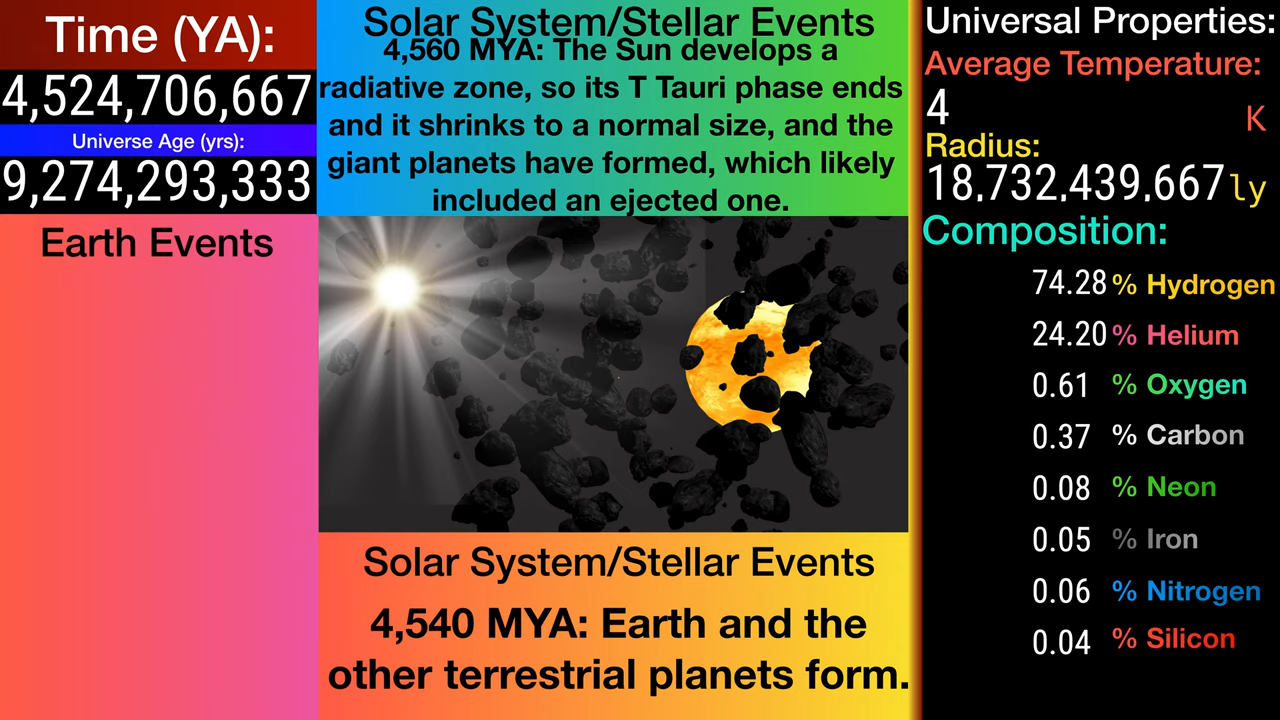 Time (YA):
4,524,706,667
Universe Age (yrs):
9,274,293,333
Earth Events
Solar System/Stellar Events
4,560 MYA: The Sun develops a
radiative zone, so its T Tauri phase ends
and it shrinks to a normal size, and the
giant planets have formed, which likely
included an ejected one.
Solar System/Stellar Events
4,540 MYA: Earth and the
other terrestrial planets form.
Universal Properties:
Average Temperature:
4 K
Radius:
18,732,439,667 ly
Composition:
74.28 % Hydrogen
24.20 % Helium
0.61 % Oxygen
0.37 % Carbon
0.08 % Neon
0.05 % Iron
0.06 % Nitrogen
0.04 % Silicon